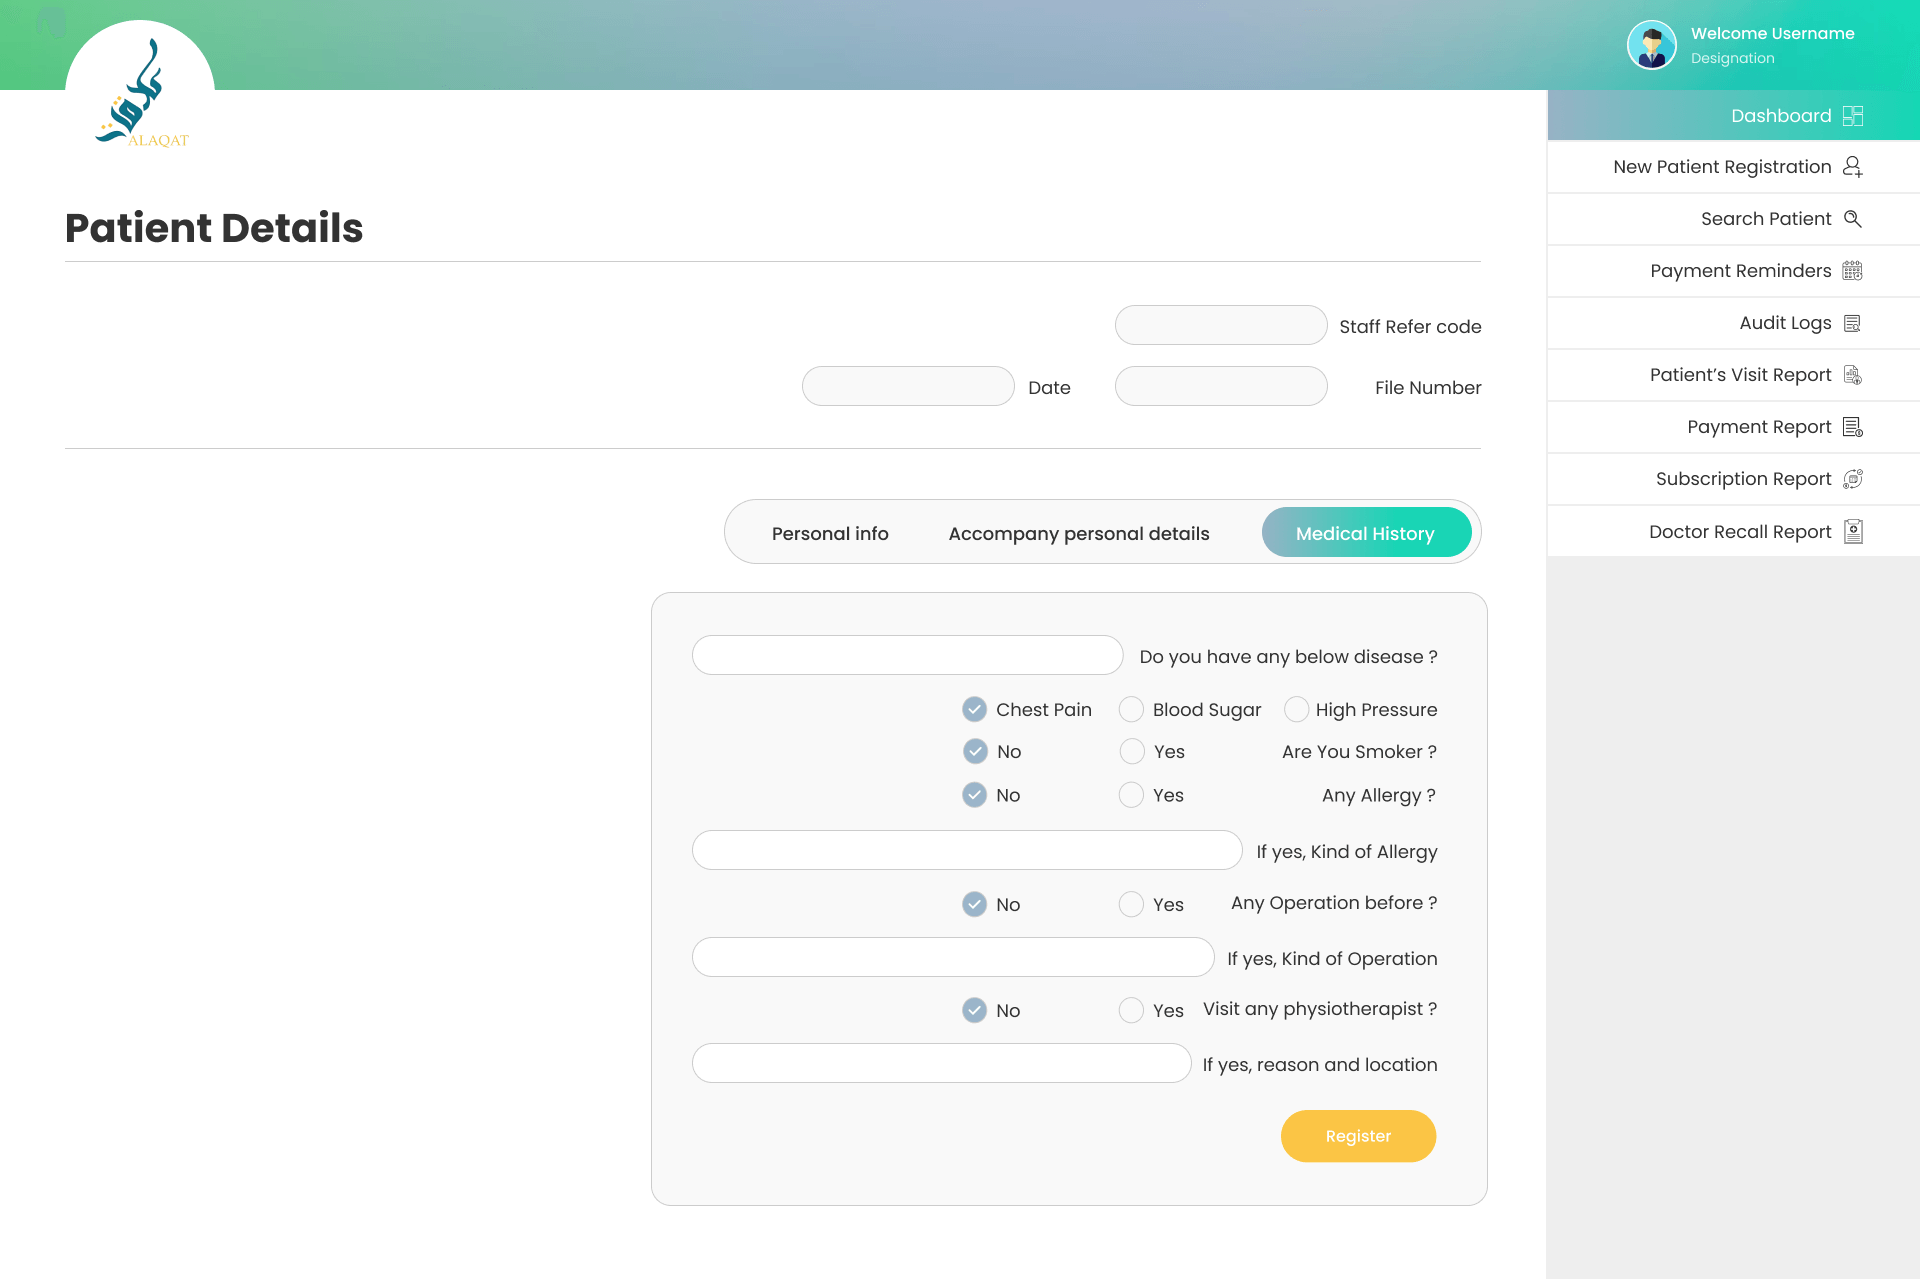 Welcome Username
Designation
علاقات
ALAQAT
Dashboard
New Patient Registration
Search Patient
Payment Reminders
Audit Logs
Patient’s Visit Report
Payment Report
Subscription Report
Doctor Recall Report
Patient Details
Staff Refer code
Date File Number
Personal info Accompany personal details Medical History
Do you have any below disease ?
Chest Pain Blood Sugar High Pressure
No Yes Are You Smoker ?
No Yes Any Allergy ?
If yes, Kind of Allergy
No Yes Any Operation before ?
If yes, Kind of Operation
No Yes Visit any physiotherapist ?
If yes, reason and location
Register